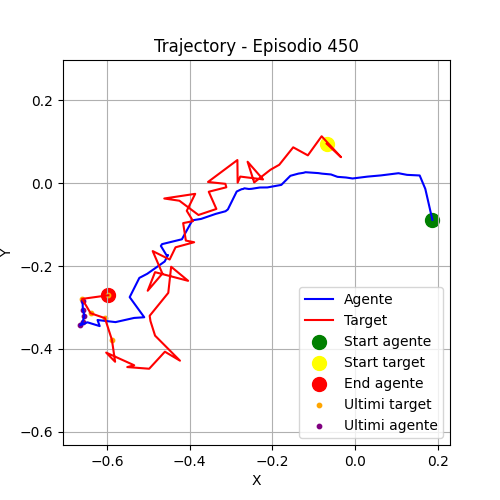 Trajectory - Episodio 450
Y
0.2
0.0
−0.2
−0.4
−0.6
−0.6
−0.4
−0.2
0.0
0.2
X
Agente
Target
Start agente
Start target
End agente
Ultimi target
Ultimi agente